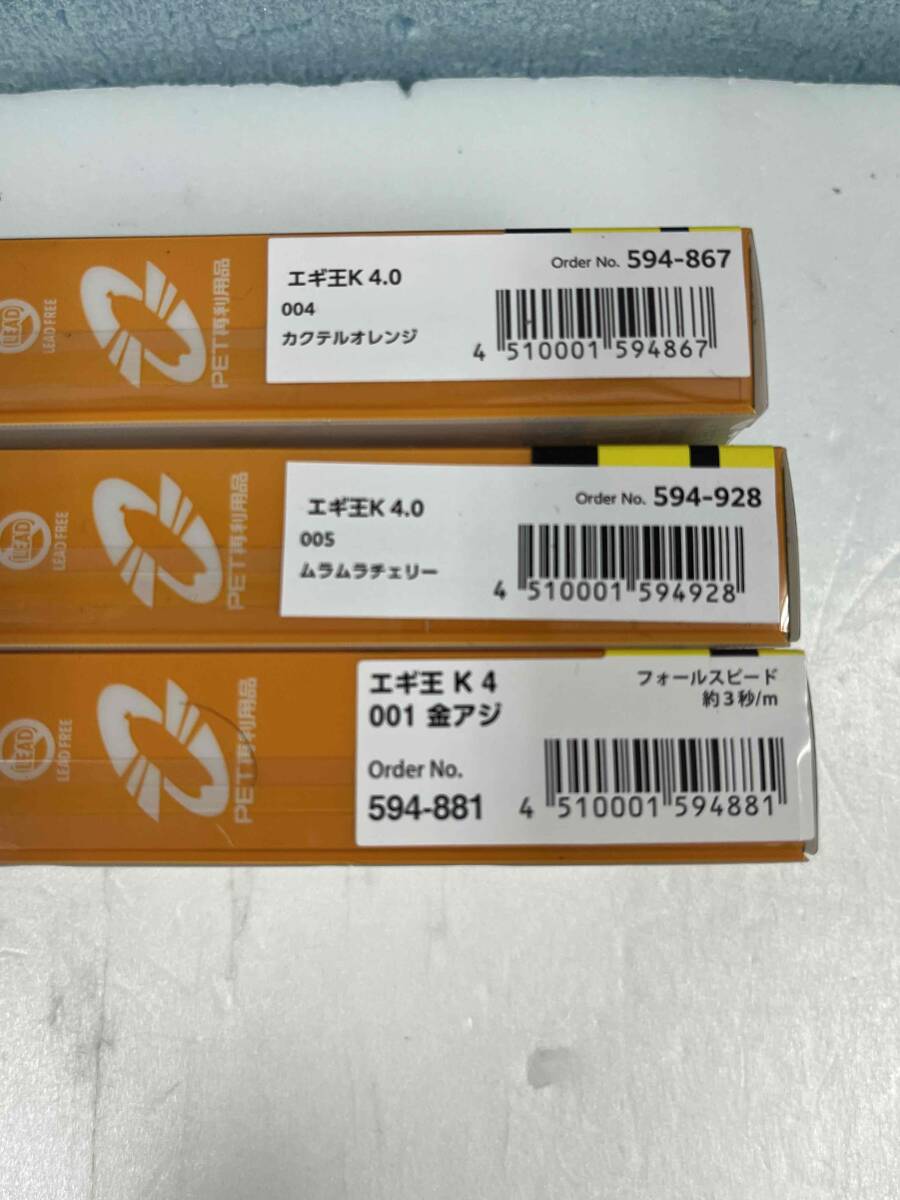 LEAD
LEAD FREE
PET再利用品
エギ王K 4.0
004
カクテルオレンジ
Order No. 594-867
4 510001 594867
LEAD
LEAD FREE
PET再利用品
エギ王K 4.0
005
ムラムラチェリー
Order No. 594-928
4 510001 594928
LEAD
LEAD FREE
PET再利用品
エギ王 K 4
001 金アジ
フォールスピード
約3秒/m
Order No.
594-881
4 510001 594881